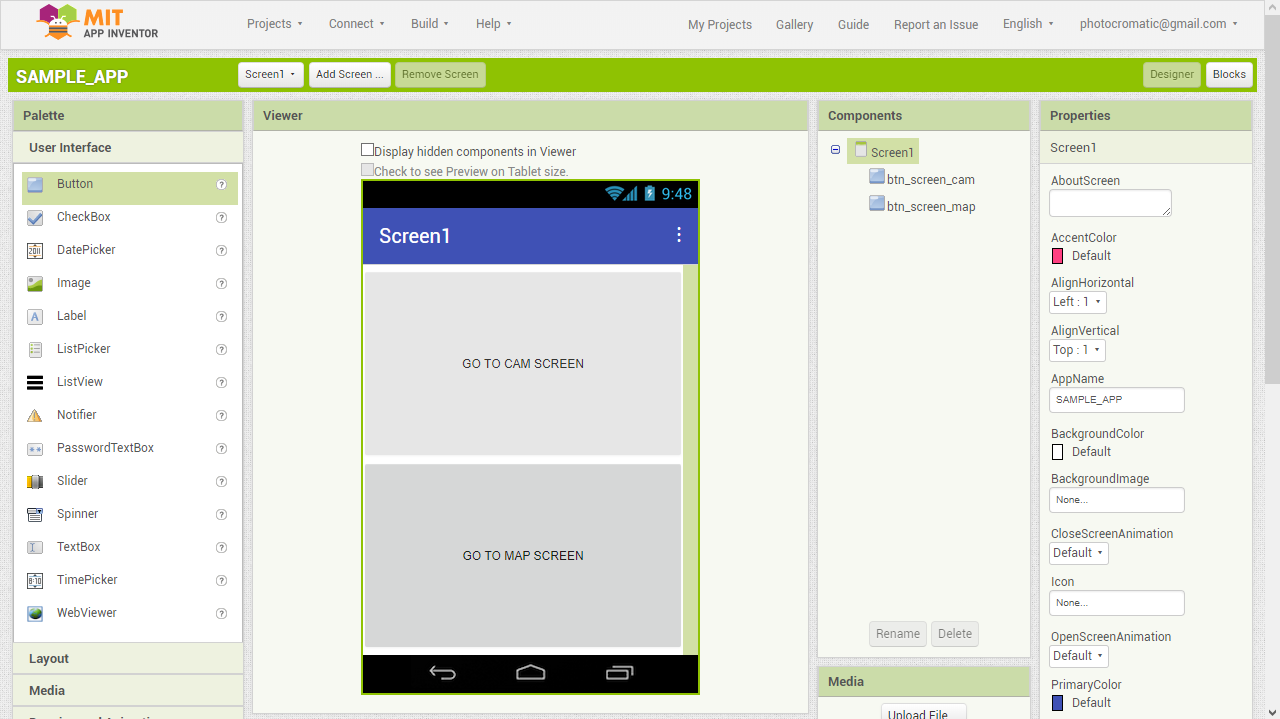 MIT
APP INVENTOR
Projects
Connect
Build
Help
My Projects
Gallery
Guide
Report an Issue
English
photocromatic@gmail.com
SAMPLE_APP
Screen1
Add Screen ...
Remove Screen
Designer
Blocks
Palette
User Interface
Button
?
CheckBox
?
DatePicker
?
Image
?
Label
?
ListPicker
?
ListView
?
Notifier
?
PasswordTextBox
?
Slider
?
Spinner
?
TextBox
?
TimePicker
?
WebViewer
?
Layout
Media
Viewer
Display hidden components in Viewer
Check to see Preview on Tablet size.
9:48
Screen1
GO TO CAM SCREEN
GO TO MAP SCREEN
Components
Screen1
btn_screen_cam
btn_screen_map
Rename
Delete
Media
Upload File ...
Properties
Screen1
AboutScreen
AccentColor
Default
AlignHorizontal
Left : 1
AlignVertical
Top : 1
AppName
SAMPLE_APP
BackgroundColor
Default
BackgroundImage
None...
CloseScreenAnimation
Default
Icon
None...
OpenScreenAnimation
Default
PrimaryColor
Default